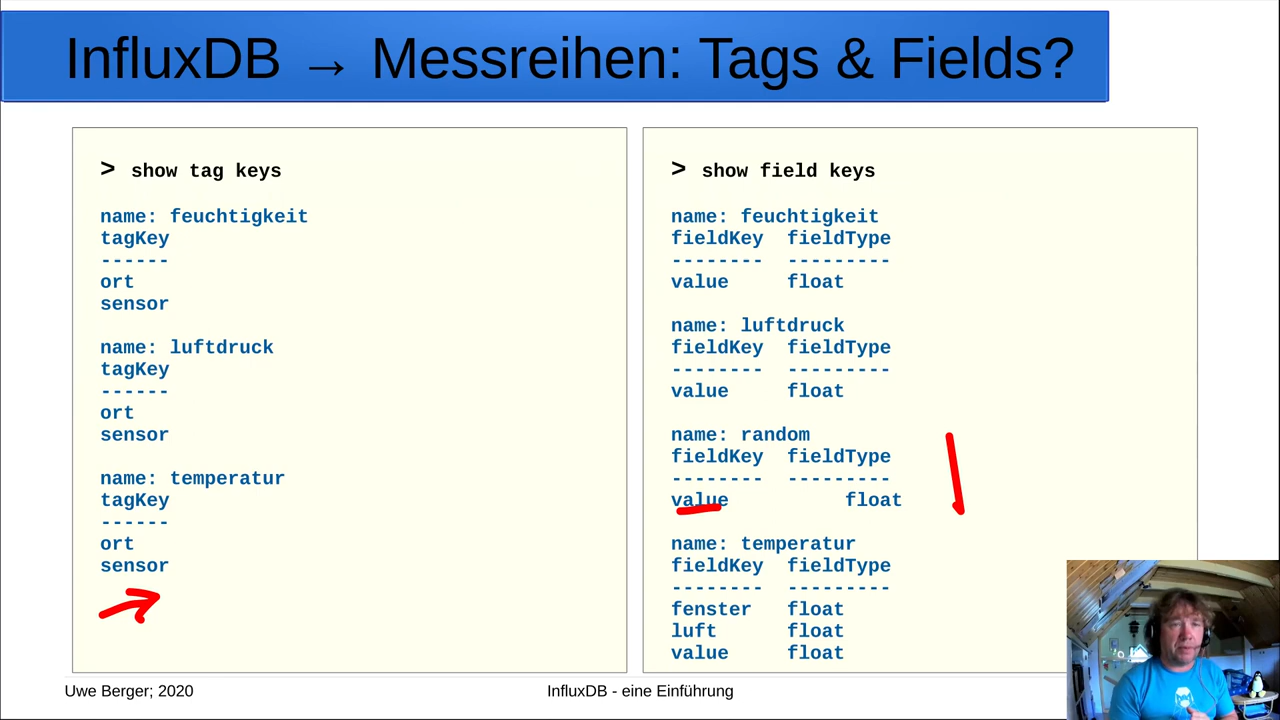 InfluxDB → Messreihen: Tags & Fields?
> show tag keys
name: feuchtigkeit
tagKey
------
ort
sensor
name: luftdruck
tagKey
------
ort
sensor
name: temperatur
tagKey
------
ort
sensor
> show field keys
name: feuchtigkeit
fieldKey  fieldType
--------  ---------
value     float
name: luftdruck
fieldKey  fieldType
--------  ---------
value     float
name: random
fieldKey  fieldType
--------  ---------
value          float
name: temperatur
fieldKey  fieldType
--------  ---------
fenster   float
luft      float
value     float
Uwe Berger; 2020
InfluxDB - eine Einführung